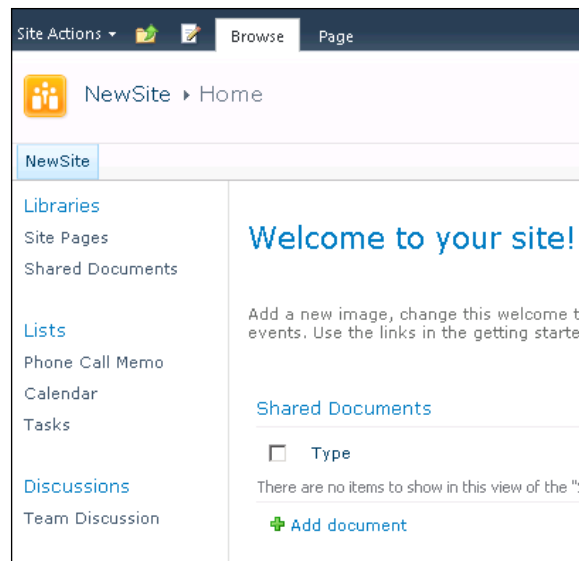 Site Actions
Browse
Page
NewSite ▸ Home
NewSite
Libraries
Site Pages
Shared Documents
Lists
Phone Call Memo
Calendar
Tasks
Discussions
Team Discussion
Welcome to your site!
Add a new image, change this welcome
events. Use the links in the getting
Shared Documents
Type
There are no items to show in this view of the
Add document